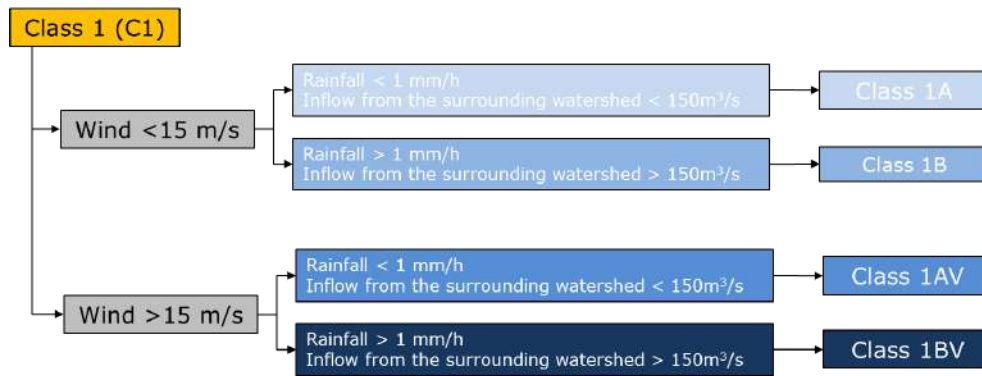 Class 1 (C1)
Wind <15 m/s
Rainfall < 1 mm/h
Inflow from the surrounding watershed < 150m³/s
Class 1A
Rainfall > 1 mm/h
Inflow from the surrounding watershed > 150m³/s
Class 1B
Wind >15 m/s
Rainfall < 1 mm/h
Inflow from the surrounding watershed < 150m³/s
Class 1AV
Rainfall > 1 mm/h
Inflow from the surrounding watershed > 150m³/s
Class 1BV